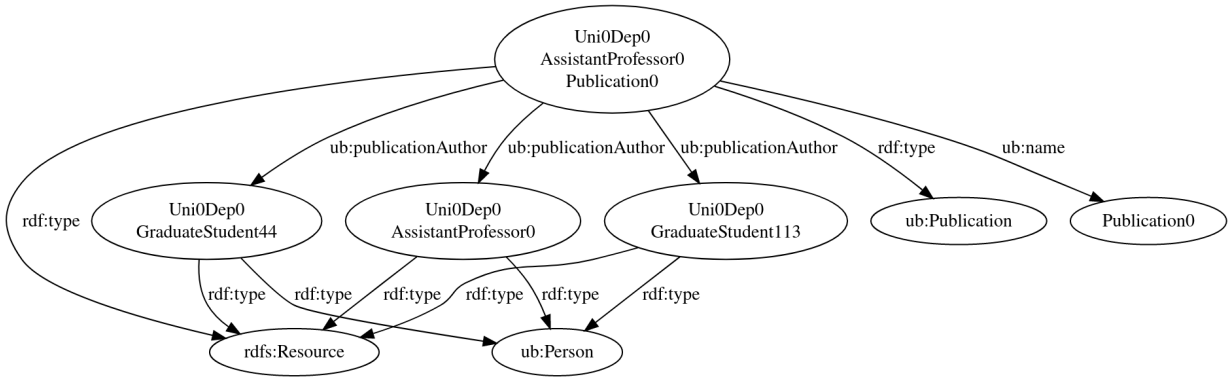 Uni0Dep0
AssistantProfessor0
Publication0
ub:publicationAuthor
ub:publicationAuthor
ub:publicationAuthor
rdf:type
ub:name
rdf:type
Uni0Dep0
GraduateStudent44
Uni0Dep0
AssistantProfessor0
Uni0Dep0
GraduateStudent113
ub:Publication
Publication0
rdf:type
rdf:type
rdf:type
rdf:type
rdf:type
rdf:type
rdfs:Resource
ub:Person